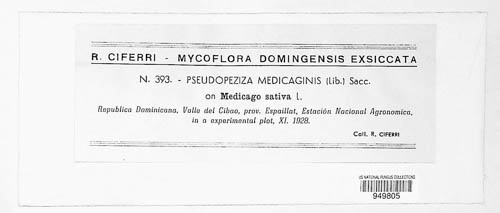 R. CIFERRI - MYCOFLORA DOMINGENSIS EXSICCATA
N. 393. - PSEUDOPEZIZA MEDICAGINIS (Lib.) Sacc.
on Medicago sativa L.
Republica Dominicana, Valle del Cibao, prov. Espaillat, Estación Nacional Agronomica,
in a experimental plot, XI. 1928.
Coll. R. CIFERRI
US NATIONAL FUNGUS COLLECTIONS
949805